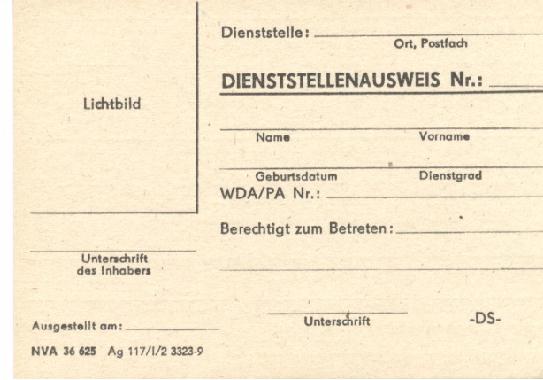 Dienststelle:
Ort, Postfach
DIENSTSTELLENAUSWEIS Nr.:
Lichtbild
Name Vorname
Geburtsdatum Dienstgrad
WDA/PA Nr.:
Berechtigt zum Betreten:
Unterschrift
des Inhabers
Unterschrift -DS-
Ausgestellt am:
NVA 36 625 Ag 117/I/2 3323-9